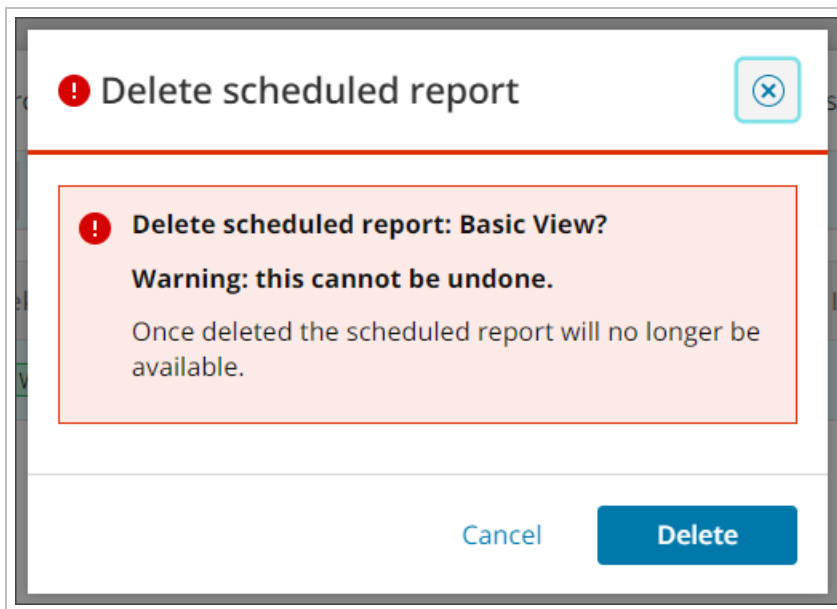 Delete scheduled report
Delete scheduled report: Basic View?
Warning: this cannot be undone.
Once deleted the scheduled report will no longer be
available.
Cancel
Delete